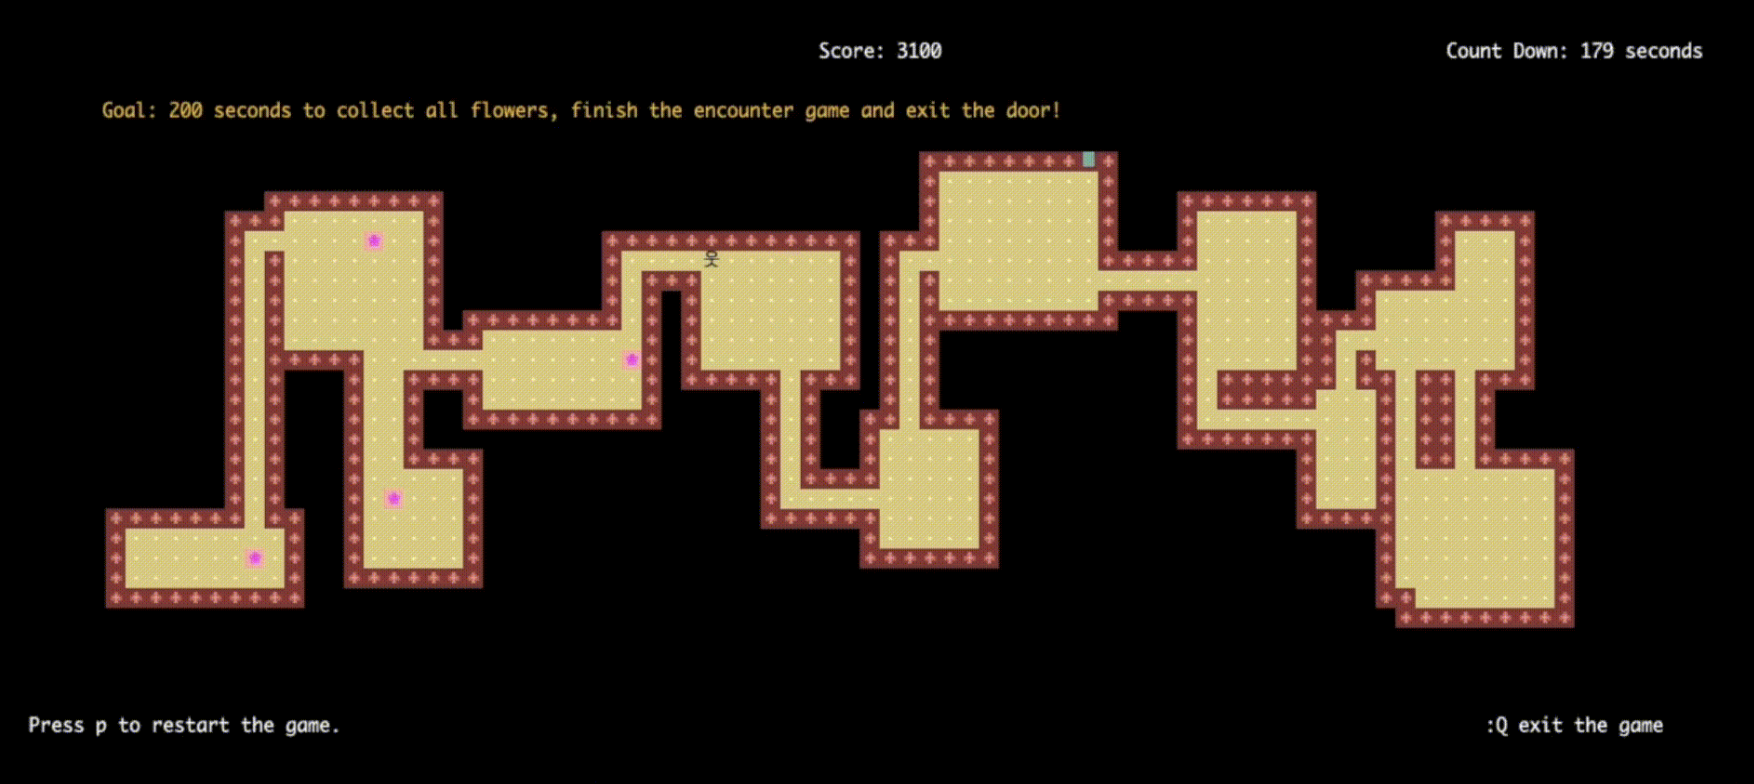 Score: 3100
Count Down: 179 seconds
Goal: 200 seconds to collect all flowers, finish the encounter game and exit the door!
Press p to restart the game.
:Q exit the game